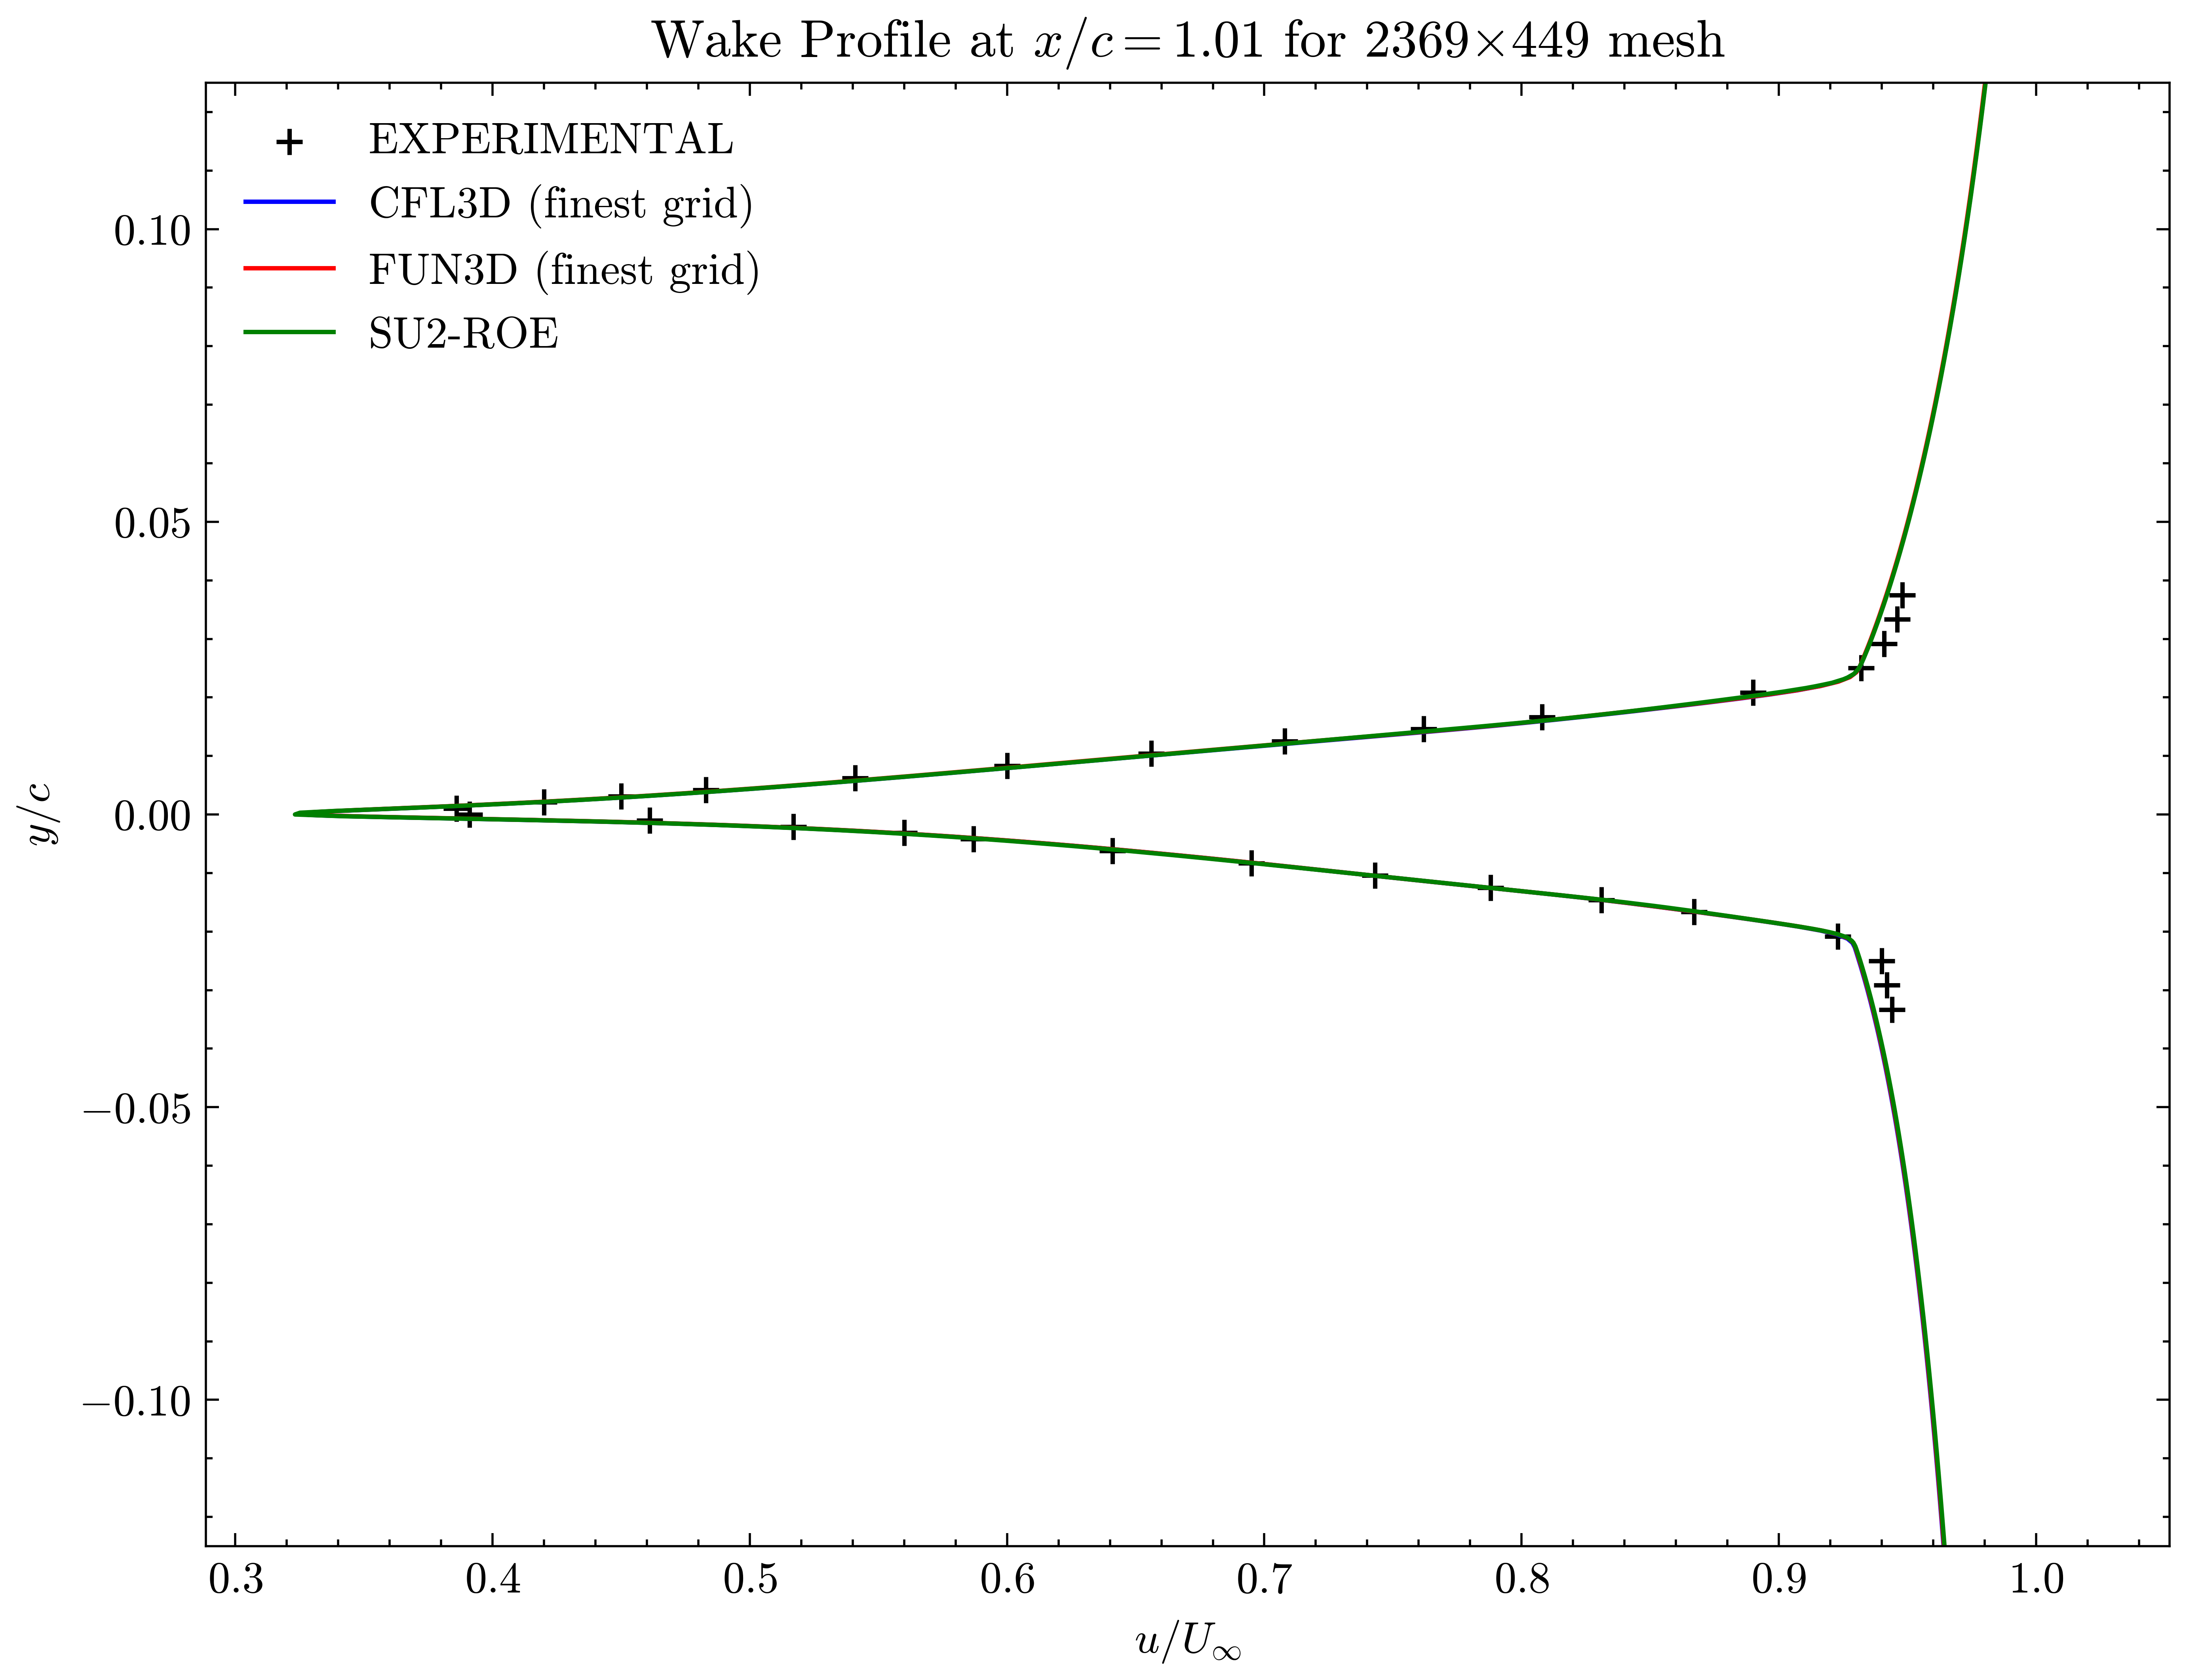 Wake Profile at x/c = 1.01 for 2369×449 mesh
EXPERIMENTAL
CFL3D (finest grid)
FUN3D (finest grid)
SU2-ROE
0.10
0.05
0.00
−0.05
−0.10
y/c
0.3 0.4 0.5 0.6 0.7 0.8 0.9 1.0
u/U∞